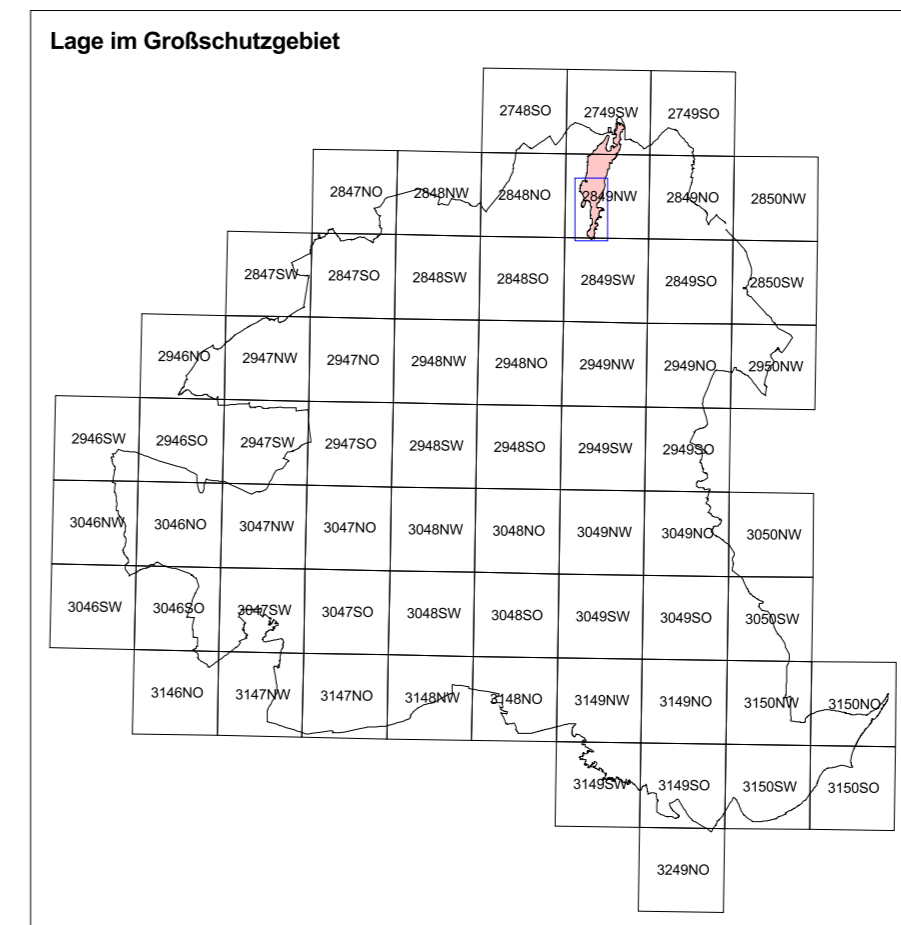 Lage im Großschutzgebiet
2748SO 2749SW 2749SO
2847NO 2848NW 2848NO 2849NW 2849NO 2850NW
2847SW 2847SO 2848SW 2848SO 2849SW 2849SO 2850SW
2946NO 2947NW 2947NO 2948NW 2948NO 2949NW 2949NO 2950NW
2946SW 2946SO 2947SW 2947SO 2948SW 2948SO 2949SW 2949SO
3046NW 3046NO 3047NW 3047NO 3048NW 3048NO 3049NW 3049NO 3050NW
3046SW 3046SO 3047SW 3047SO 3048SW 3048SO 3049SW 3049SO 3050SW
3146NO 3147NW 3147NO 3148NW 3148NO 3149NW 3149NO 3150NW 3150NO
3149SW 3149SO 3150SW 3150SO
3249NO